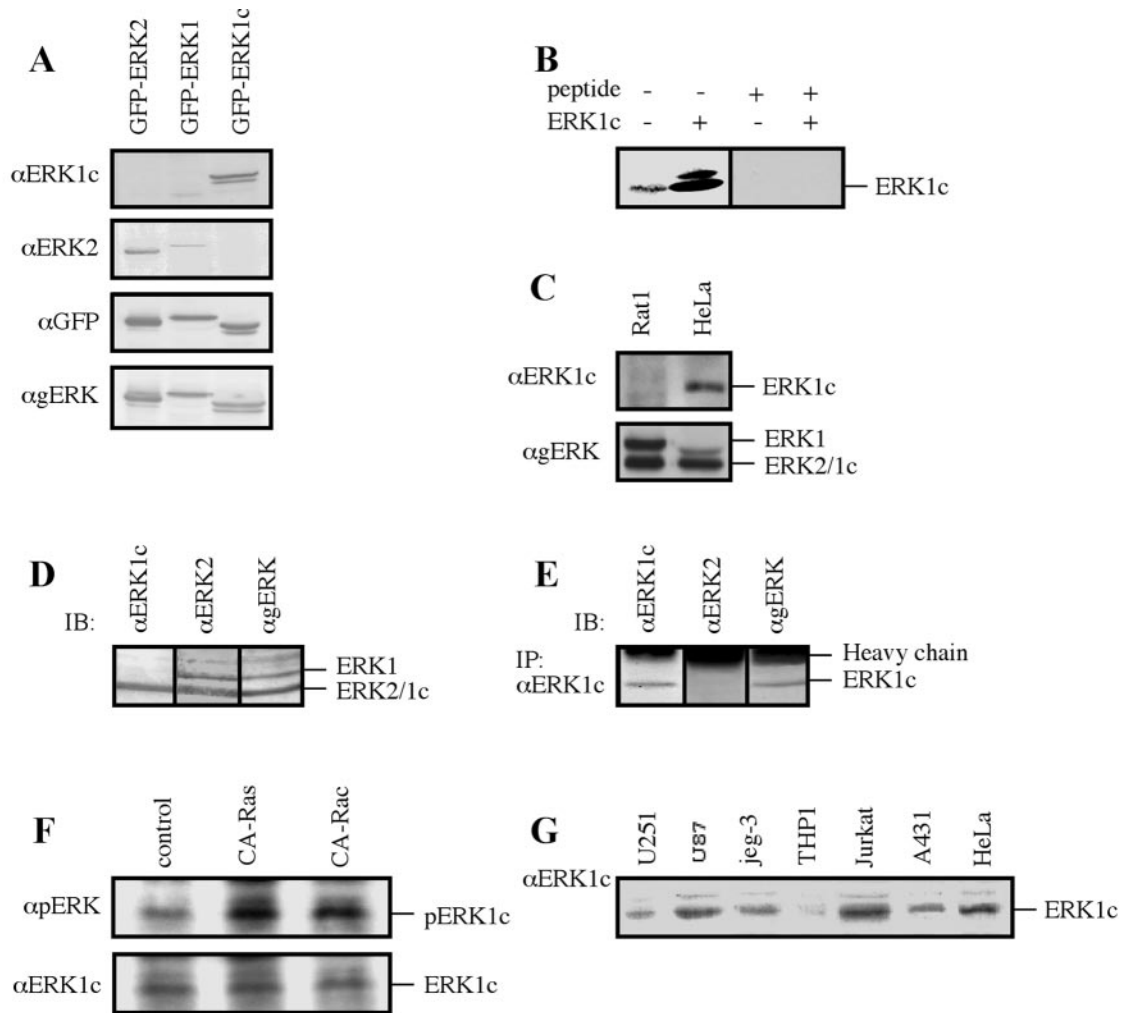 A
GFP-ERK2
GFP-ERK1
GFP-ERK1c
αERK1c
αERK2
αGFP
αgERK
B
peptide - - + +
ERK1c - + - +
ERK1c
C
Rat1
HeLa
αERK1c
ERK1c
αgERK
ERK1
ERK2/1c
D
IB:
αERK1c
αERK2
αgERK
ERK1
ERK2/1c
E
IB:
αERK1c
αERK2
αgERK
IP:
αERK1c
Heavy chain
ERK1c
F
control
CA-Ras
CA-Rac
αpERK
pERK1c
αERK1c
ERK1c
G
U251
U87
jeg-3
THP1
Jurkat
A431
HeLa
αERK1c
ERK1c